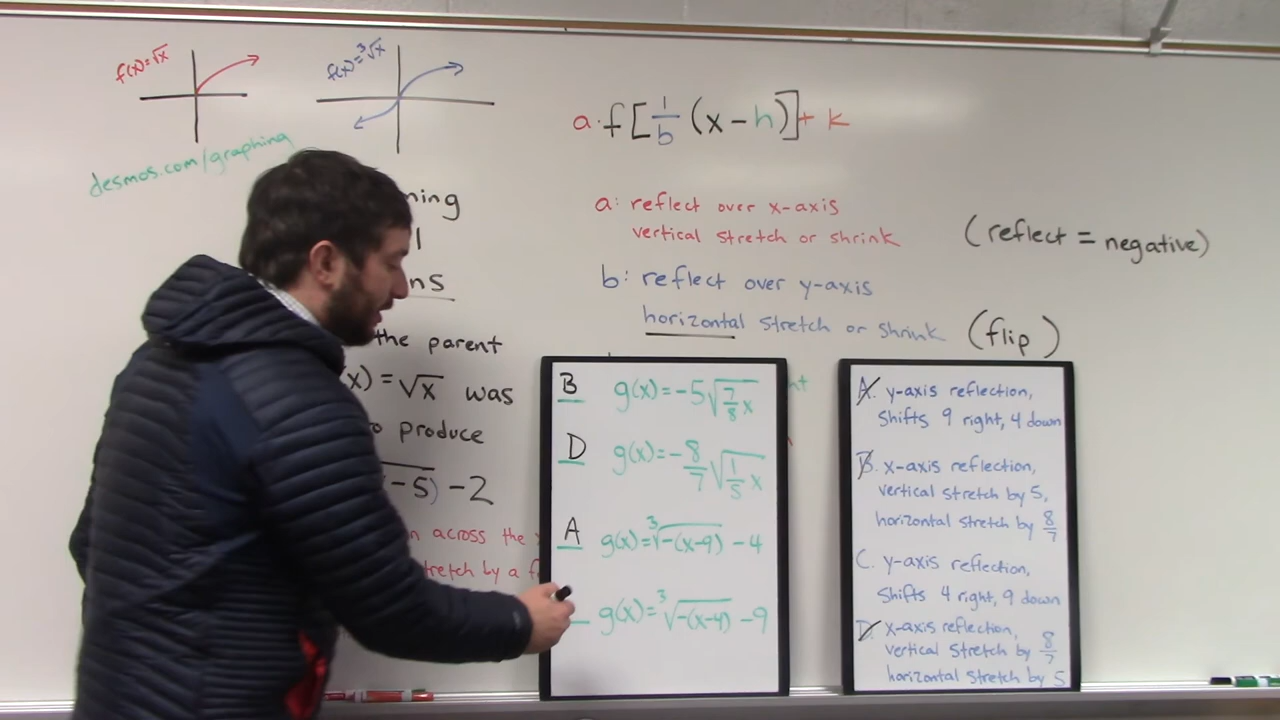 f(x)=√x
f(x)=³√x
desmos.com/graphing
a·f[1/b (x-h)]+k
a: reflect over x-axis
vertical stretch or shrink
(reflect = negative)
b: reflect over y-axis
horizontal stretch or shrink
(flip)
the parent
x) = √x was
produce
-5) -2
across the
stretch by a
B g(x)=-5√(7/8 x)
D g(x)=-8/7√(1/5 x)
A g(x)=³√(-(x-9)) -4
g(x)=³√(-(x-4)) -9
A. y-axis reflection,
shifts 9 right, 4 down
B. x-axis reflection,
vertical stretch by 5,
horizontal stretch by 8/7
C. y-axis reflection,
shifts 4 right, 9 down
D. x-axis reflection,
vertical stretch by 8/7
horizontal stretch by 5